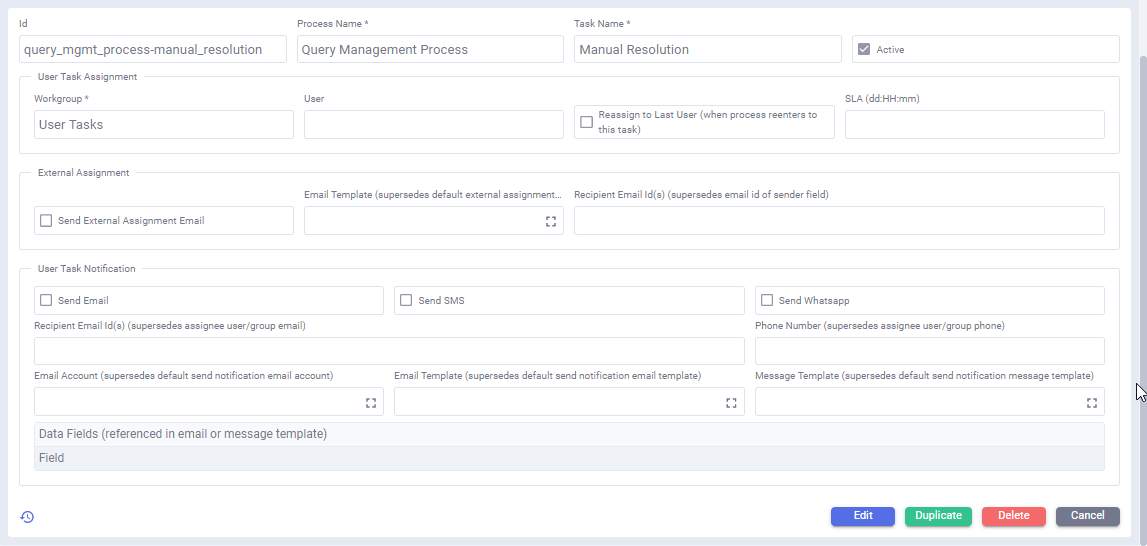 Id
Process Name *
Task Name *
query_mgmt_process-manual_resolution
Query Management Process
Manual Resolution
Active
User Task Assignment
Workgroup *
User
SLA (dd:HH:mm)
User Tasks
Reassign to Last User (when process reenters to
this task)
External Assignment
Email Template (supersedes default external assignment...
Recipient Email Id(s) (supersedes email id of sender field)
Send External Assignment Email
User Task Notification
Send Email
Send SMS
Send Whatsapp
Recipient Email Id(s) (supersedes assignee user/group email)
Phone Number (supersedes assignee user/group phone)
Email Account (supersedes default send notification email account)
Email Template (supersedes default send notification email template)
Message Template (supersedes default send notification message template)
Data Fields (referenced in email or message template)
Field
Edit
Duplicate
Delete
Cancel